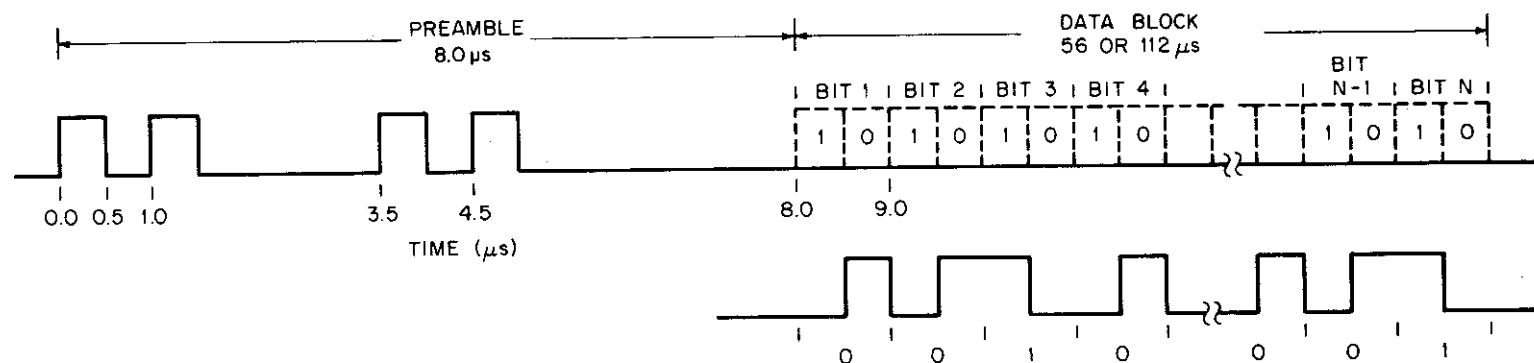 PREAMBLE
8.0 μs
DATA BLOCK
56 OR 112 μs
BIT 1 BIT 2 BIT 3 BIT 4 BIT N-1 BIT N
1 0 1 0 1 0 1 0 1 0 1 0
0.0 0.5 1.0 3.5 4.5 8.0 9.0
TIME (μs)
0 0 1 0 0 0 1